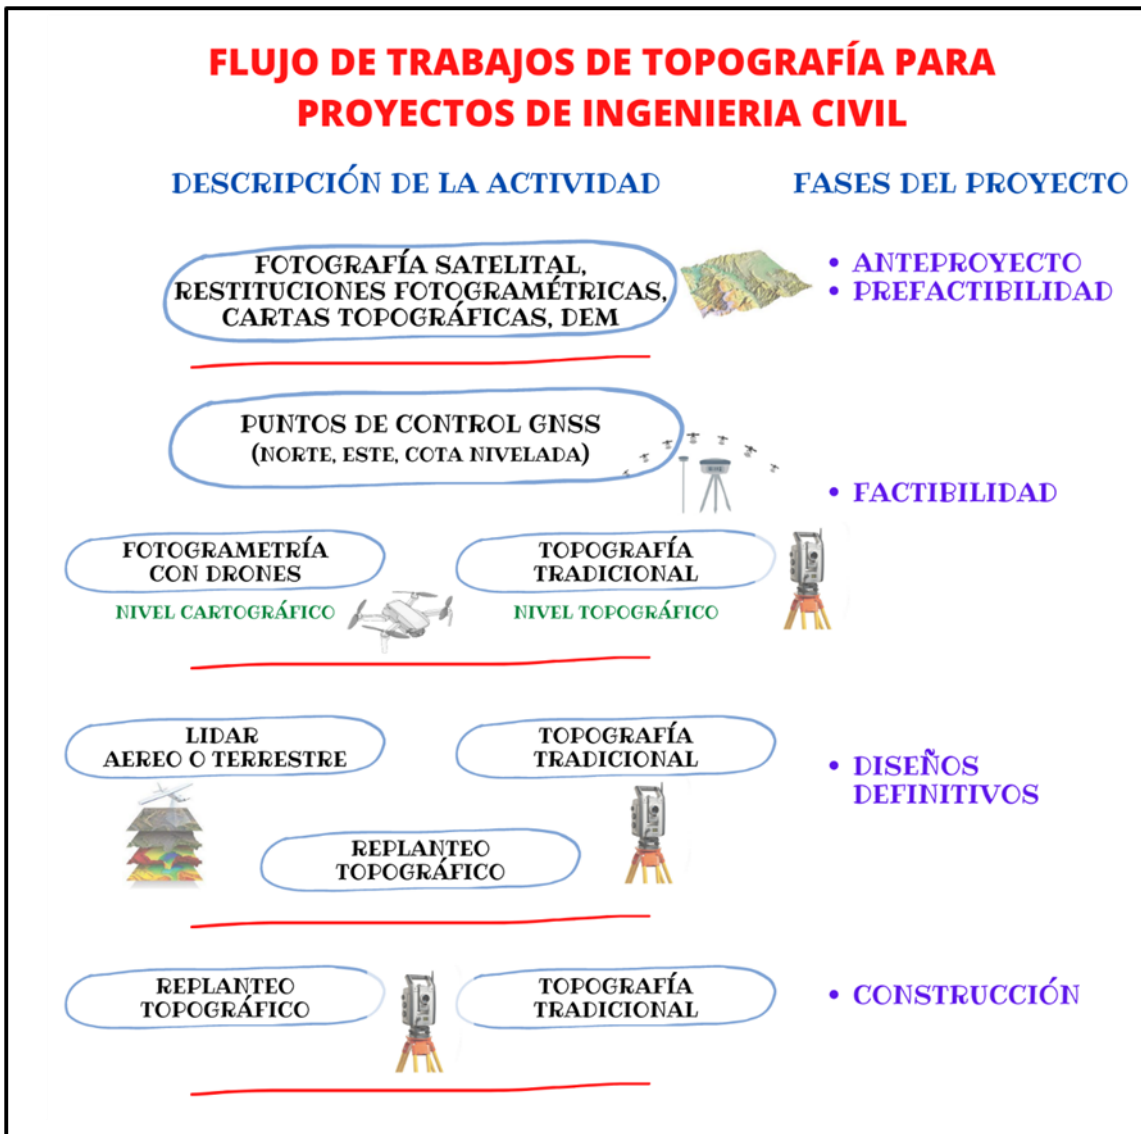 FLUJO DE TRABAJOS DE TOPOGRAFÍA PARA
PROYECTOS DE INGENIERIA CIVIL
DESCRIPCIÓN DE LA ACTIVIDAD
FASES DEL PROYECTO
FOTOGRAFÍA SATELITAL,
RESTITUCIONES FOTOGRAMÉTRICAS,
CARTAS TOPOGRÁFICAS, DEM
• ANTEPROYECTO
• PREFACTIBILIDAD
PUNTOS DE CONTROL GNSS
(NORTE, ESTE, COTA NIVELADA)
• FACTIBILIDAD
FOTOGRAMETRÍA
CON DRONES
NIVEL CARTOGRÁFICO
TOPOGRAFÍA
TRADICIONAL
NIVEL TOPOGRÁFICO
LIDAR
AEREO O TERRESTRE
TOPOGRAFÍA
TRADICIONAL
• DISEÑOS
DEFINITIVOS
REPLANTEO
TOPOGRÁFICO
REPLANTEO
TOPOGRÁFICO
TOPOGRAFÍA
TRADICIONAL
• CONSTRUCCIÓN